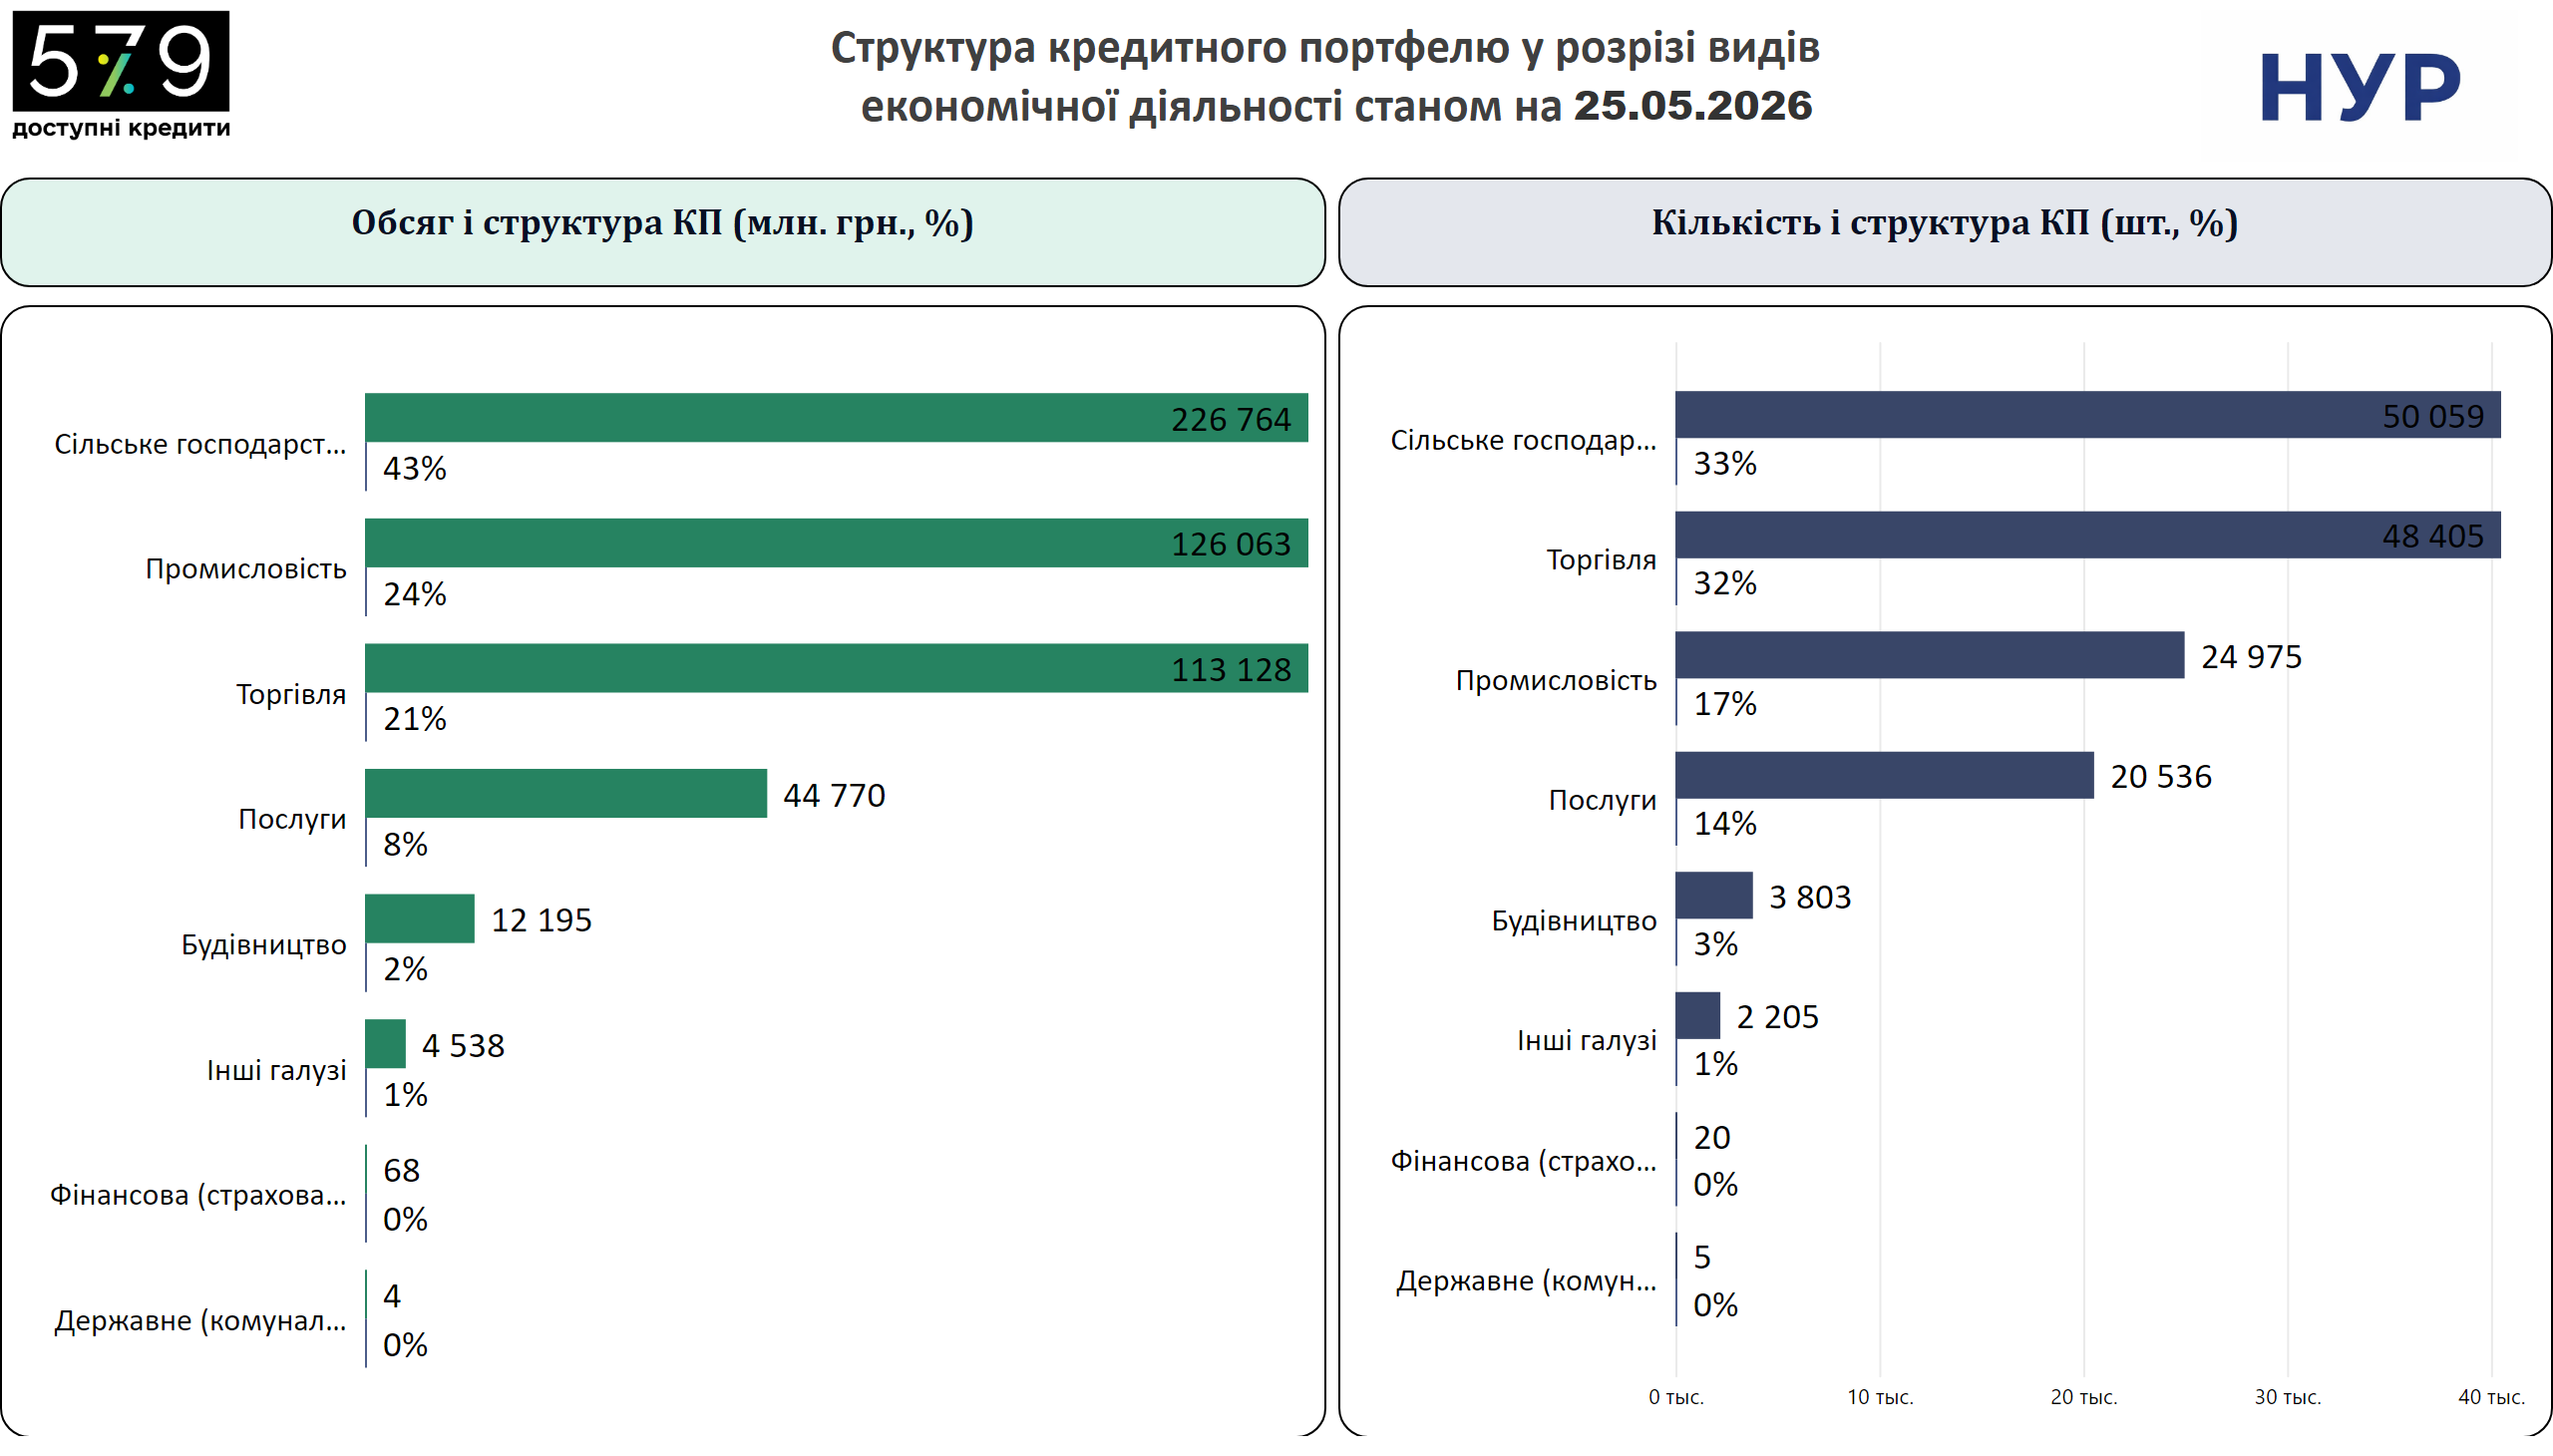 579
доступні кредити
Структура кредитного портфелю у розрізі видів
економічної діяльності станом на 25.05.2026
НУР
Обсяг і структура КП (млн. грн., %)
Сільське господарст...
226 764
43%
Промисловість
126 063
24%
Торгівля
113 128
21%
Послуги
44 770
8%
Будівництво
12 195
2%
Інші галузі
4 538
1%
Фінансова (страхова...
68
0%
Державне (комунал...
4
0%
Кількість і структура КП (шт., %)
Сільське господар...
50 059
33%
Торгівля
48 405
32%
Промисловість
24 975
17%
Послуги
20 536
14%
Будівництво
3 803
3%
Інші галузі
2 205
1%
Фінансова (страхо...
20
0%
Державне (комун...
5
0%
0 тыс. 10 тыс. 20 тыс. 30 тыс. 40 тыс.